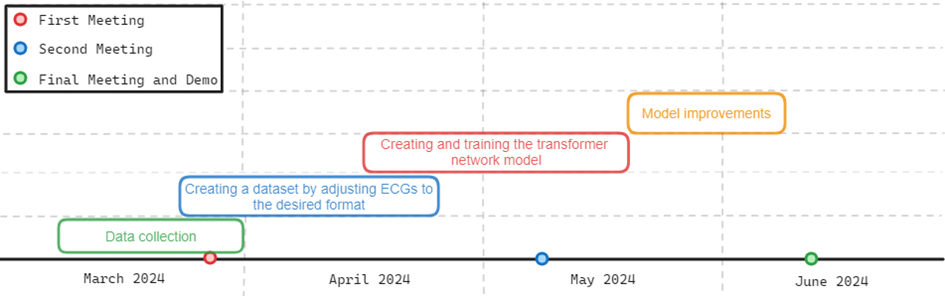 First Meeting
Second Meeting
Final Meeting and Demo
Model improvements
Creating and training the transformer
network model
Creating a dataset by adjusting ECGs to
the desired format
Data collection
March 2024
April 2024
May 2024
June 2024